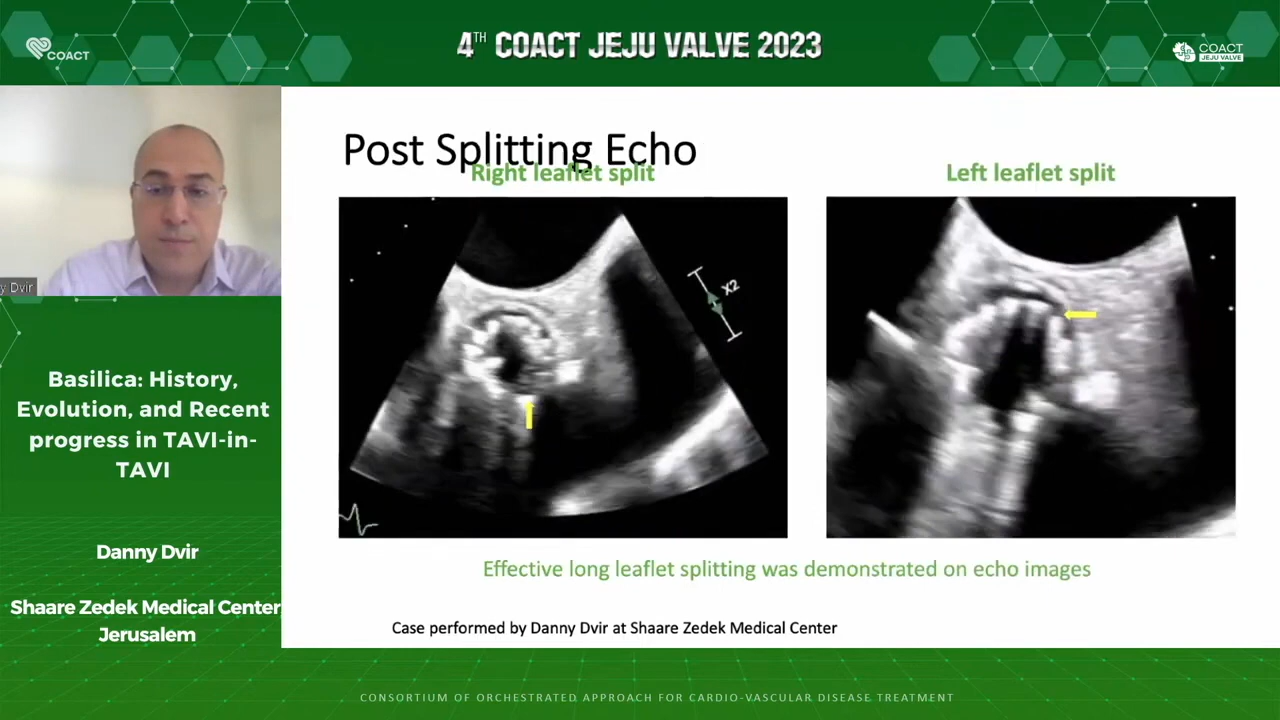 COACT
4TH COACT JEJU VALVE 2023
COACT
JEJU VALVE
y Dvir
Basilica: History,
Evolution, and Recent
progress in TAVI-in-
TAVI
Danny Dvir
Shaare Zedek Medical Center,
Jerusalem
Post Splitting Echo
Right leaflet split
Left leaflet split
X2
Effective long leaflet splitting was demonstrated on echo images
Case performed by Danny Dvir at Shaare Zedek Medical Center
CONSORTIUM OF ORCHESTRATED APPROACH FOR CARDIO-VASCULAR DISEASE TREATMENT